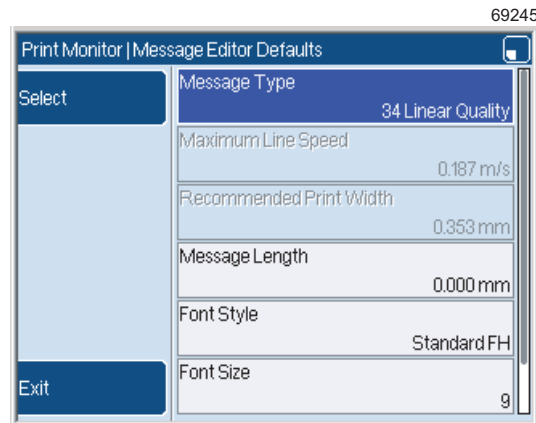 69245
Print Monitor | Message Editor Defaults
Select
Message Type
34 Linear Quality
Maximum Line Speed
0.187 m/s
Recommended Print Width
0.353 mm
Message Length
0.000 mm
Font Style
Standard FH
Font Size
9
Exit